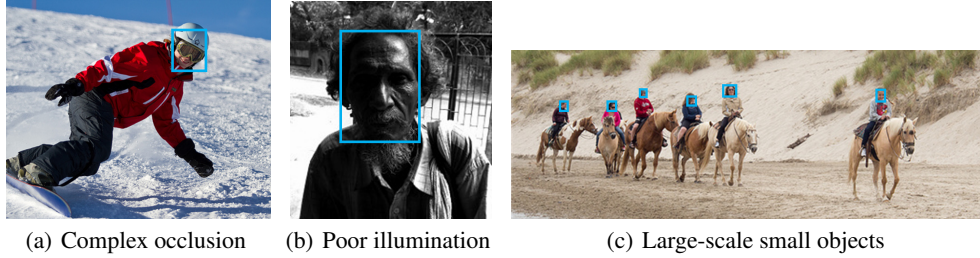 (a) Complex occlusion
(b) Poor illumination
(c) Large-scale small objects